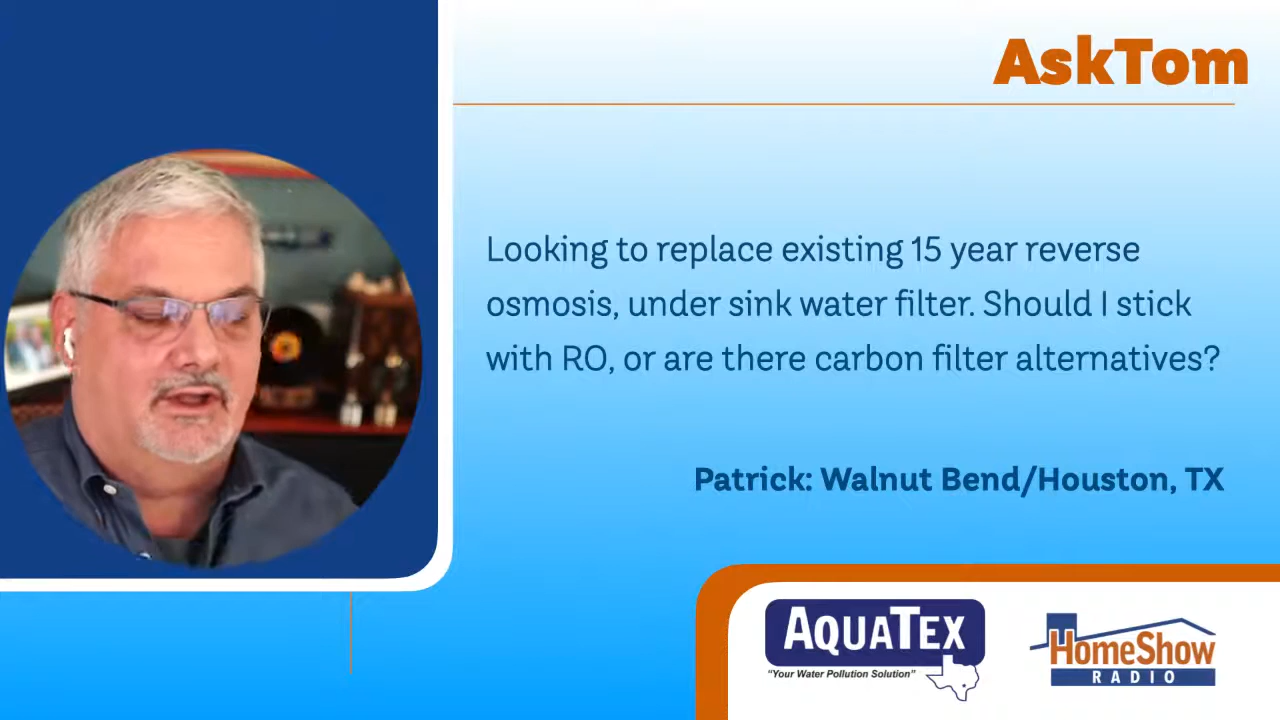 AskTom
Looking to replace existing 15 year reverse
osmosis, under sink water filter. Should I stick
with RO, or are there carbon filter alternatives?
Patrick: Walnut Bend/Houston, TX
AQUATEX
"Your Water Pollution Solution"
HomeShow
RADIO